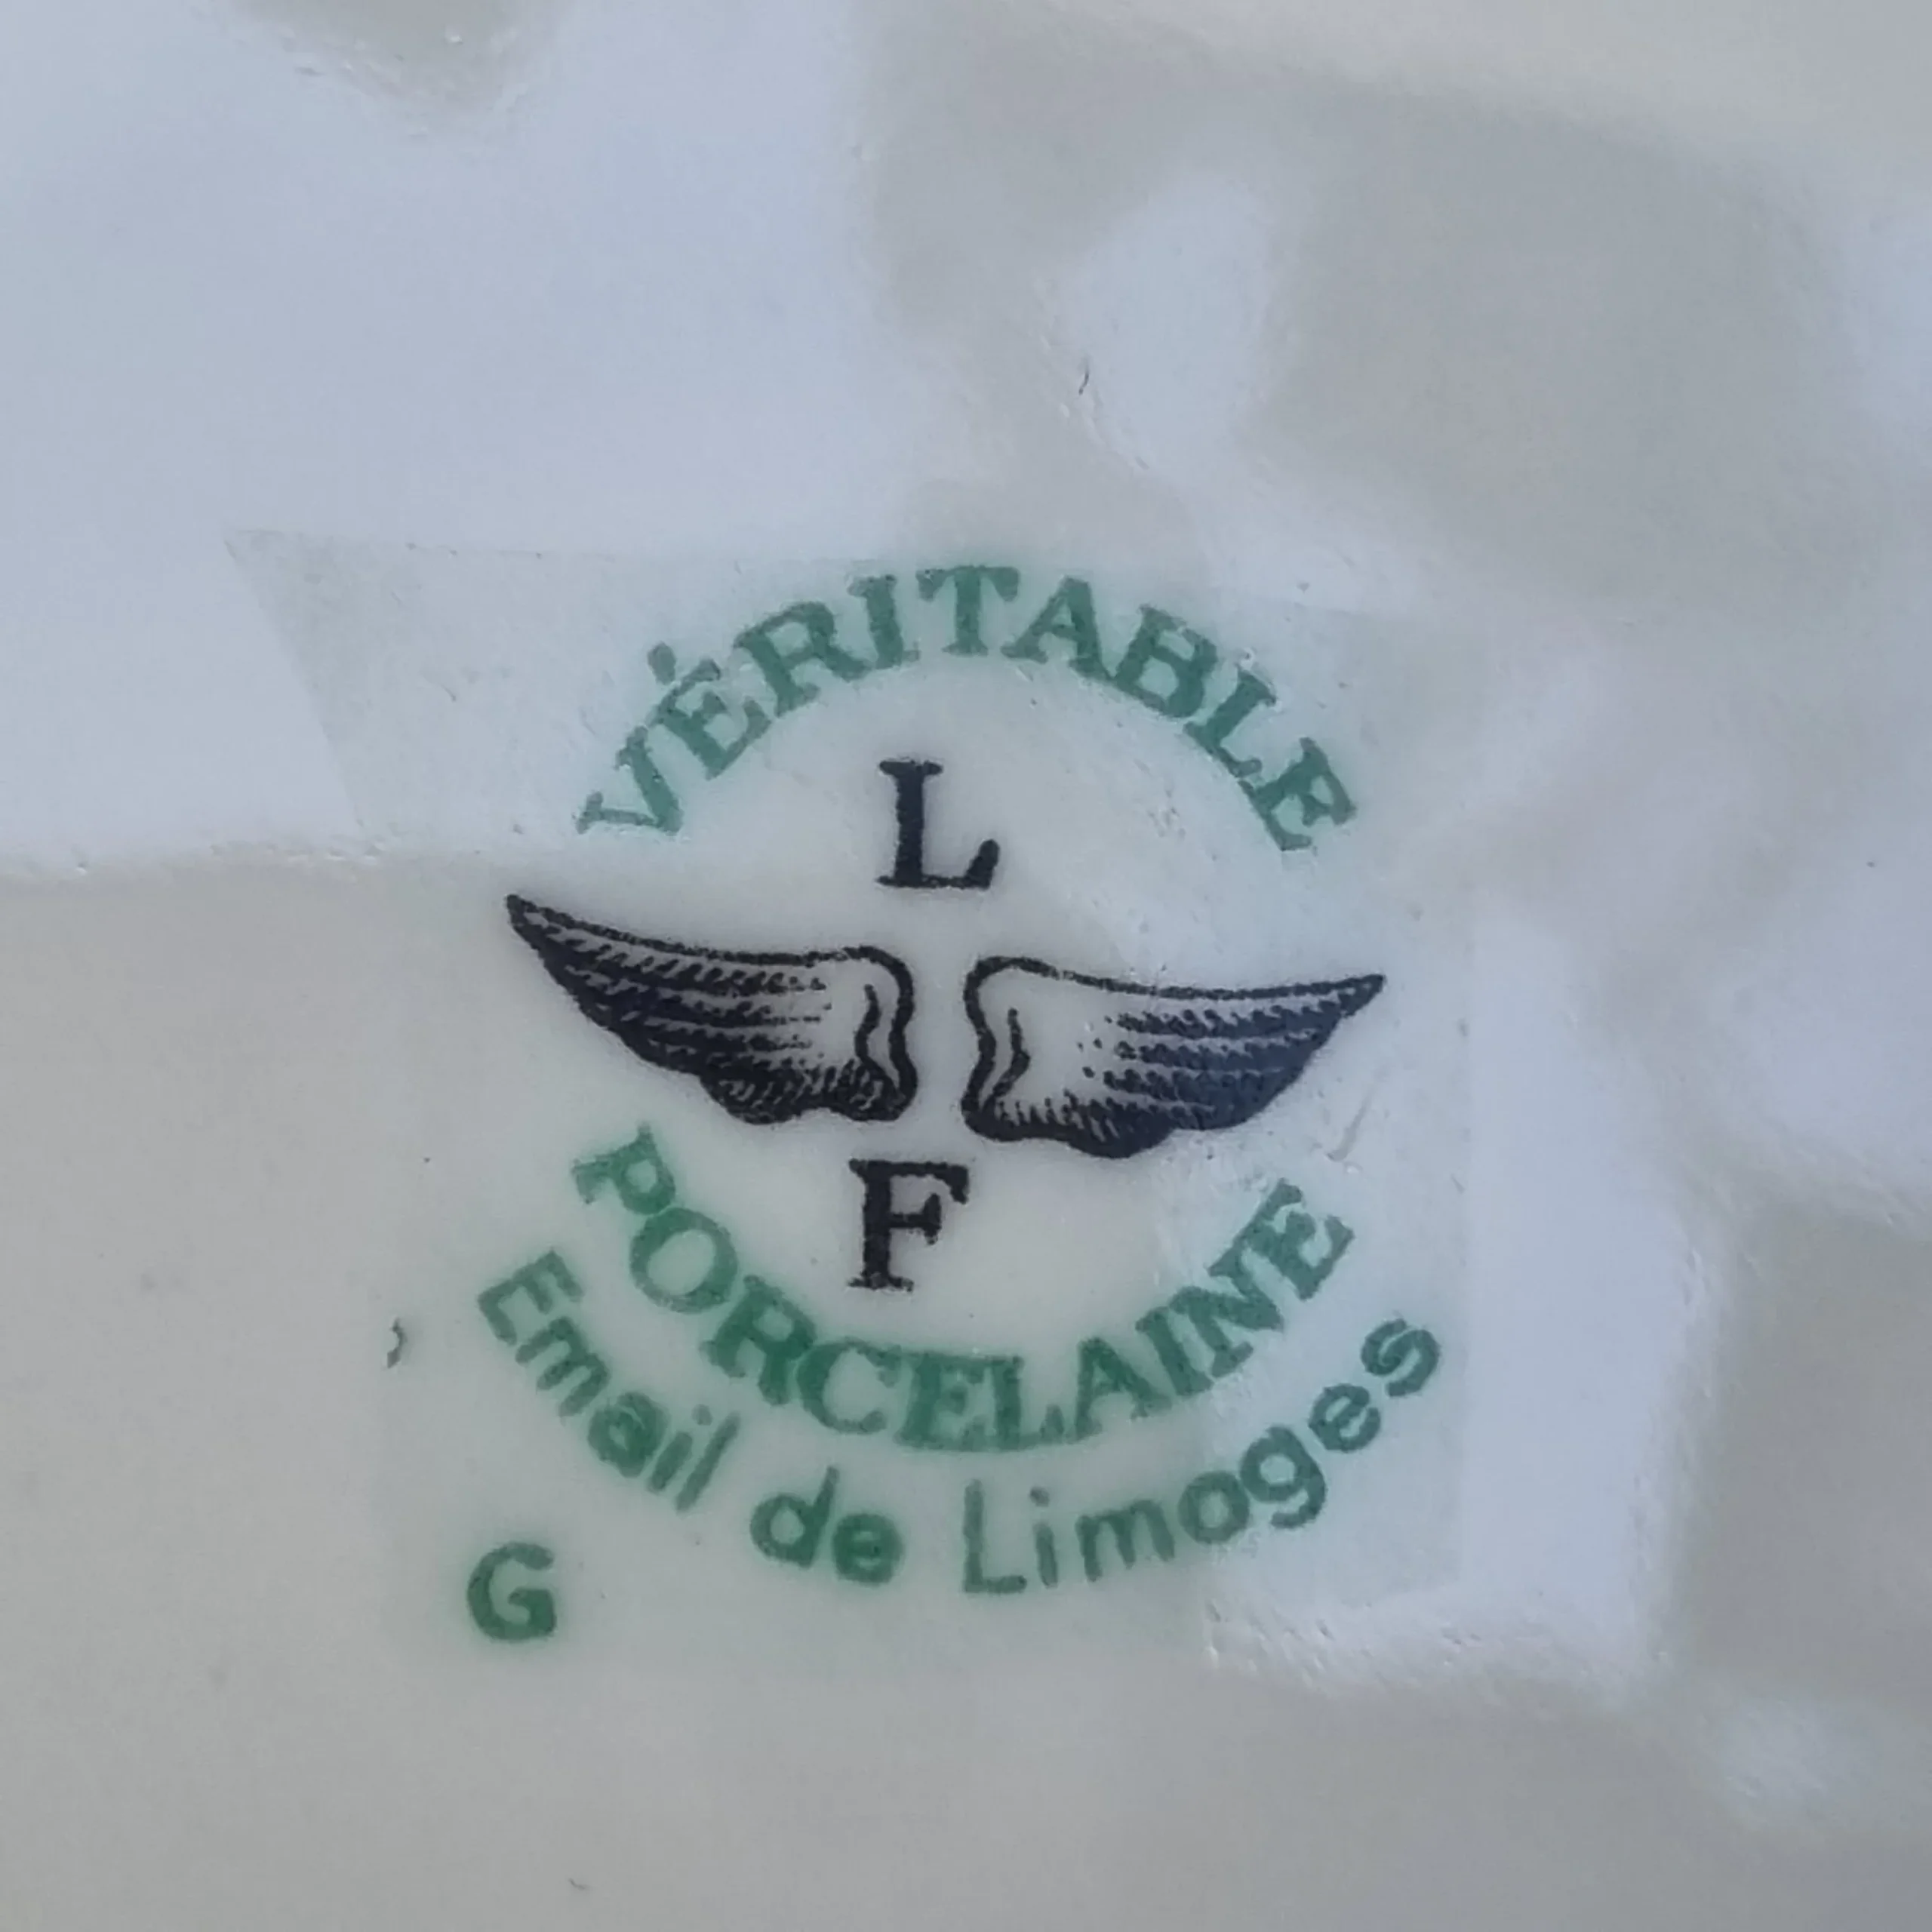 VÉRITABLE
L
F
PORCELAINE
Email de Limoges
G